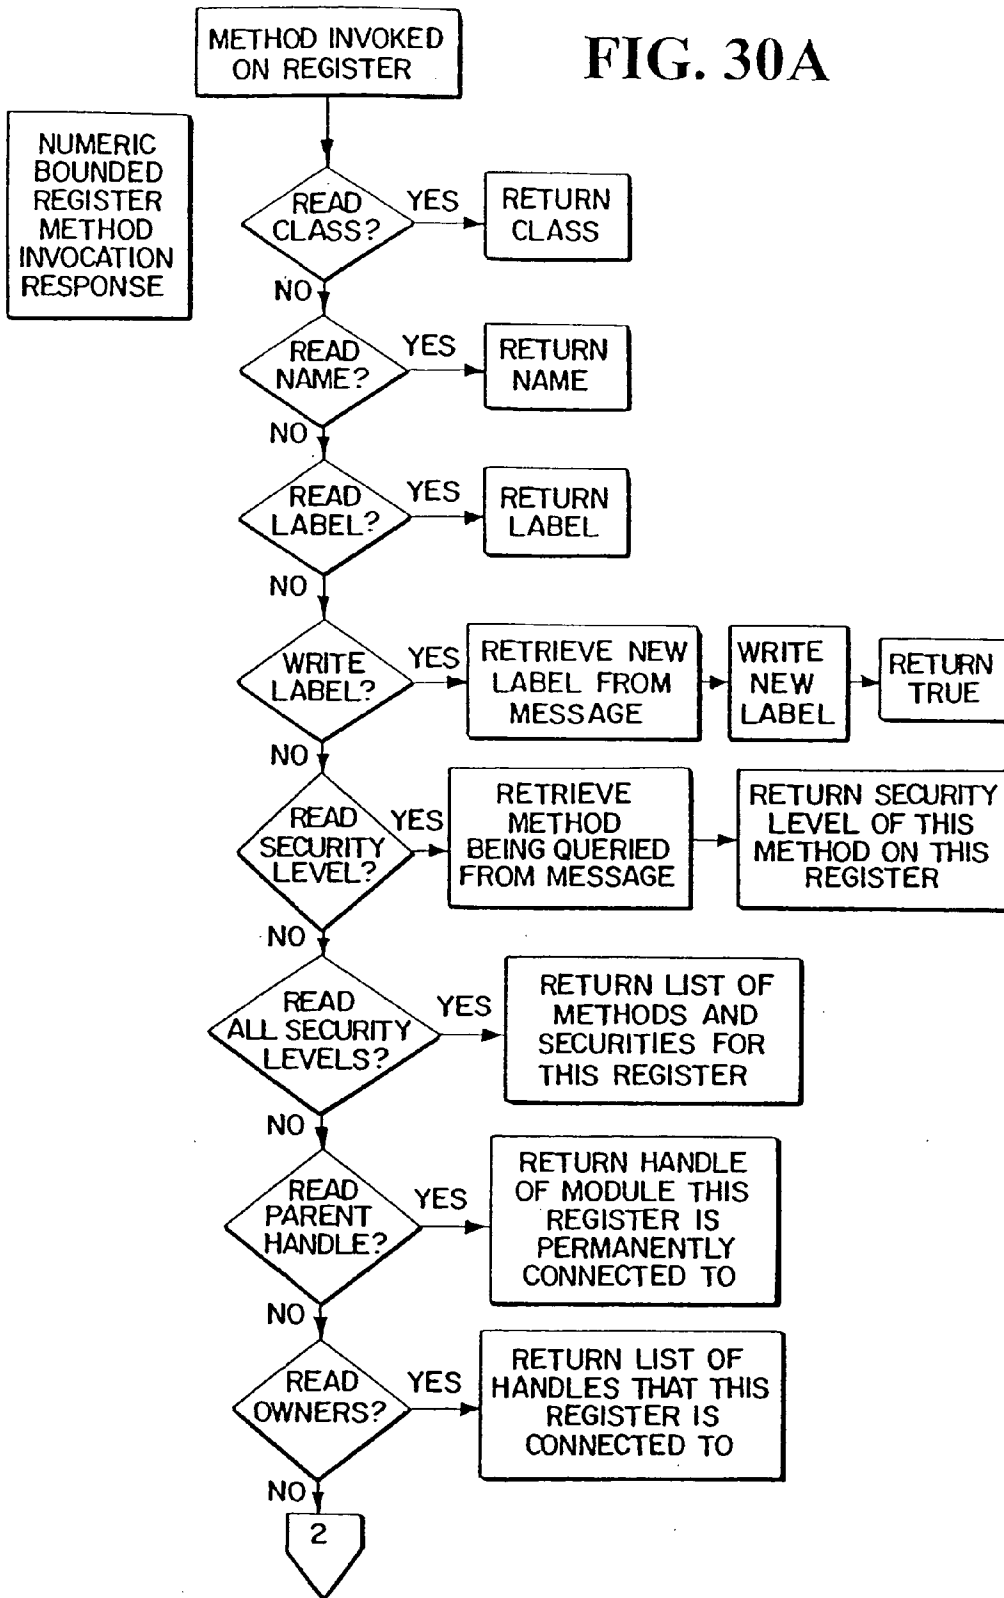 METHOD INVOKED
ON REGISTER
FIG. 30A
NUMERIC
BOUNDED
REGISTER
METHOD
INVOCATION
RESPONSE
READ
CLASS?
YES
RETURN
CLASS
NO
READ
NAME?
YES
RETURN
NAME
NO
READ
LABEL?
YES
RETURN
LABEL
NO
WRITE
LABEL?
YES
RETRIEVE NEW
LABEL FROM
MESSAGE
WRITE
NEW
LABEL
RETURN
TRUE
NO
READ
SECURITY
LEVEL?
YES
RETRIEVE
METHOD
BEING QUERIED
FROM MESSAGE
RETURN SECURITY
LEVEL OF THIS
METHOD ON THIS
REGISTER
NO
READ
ALL SECURITY
LEVELS?
YES
RETURN LIST OF
METHODS AND
SECURITIES FOR
THIS REGISTER
NO
READ
PARENT
HANDLE?
YES
RETURN HANDLE
OF MODULE THIS
REGISTER IS
PERMANENTLY
CONNECTED TO
NO
READ
OWNERS?
YES
RETURN LIST OF
HANDLES THAT THIS
REGISTER IS
CONNECTED TO
NO
2